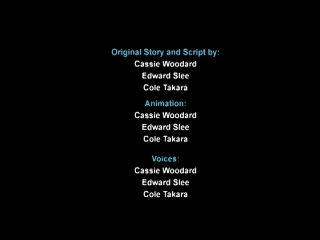 Original Story and Script by:
Cassie Woodard
Edward Slee
Cole Takara
Animation:
Cassie Woodard
Edward Slee
Cole Takara
Voices:
Cassie Woodard
Edward Slee
Cole Takara